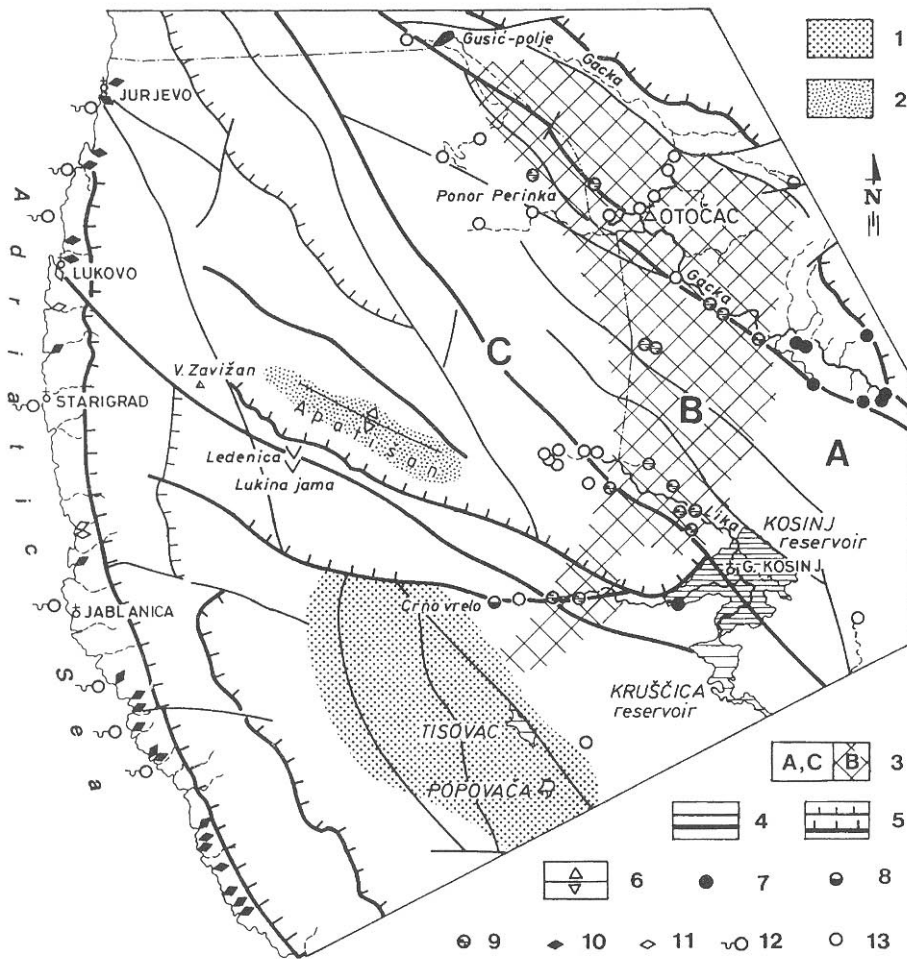 Gusić-polje
Gacka
1
2
N
JURJEVO
Ponor Perinka
OTOČAC
Adriatic Sea
LUKOVO
Gacka
V. Zavižan
C
STARIGRAD
Apatišan
B
A
Ledenica
Lukina jama
Lika
KOSINJ
reservoir
G.-KOSINJ
Crno vrelo
JABLANICA
KRUŠČICA
reservoir
TISOVAC
POPOVAČA
A, C B 3
4 5
6 7 8
9 10 11 12 13